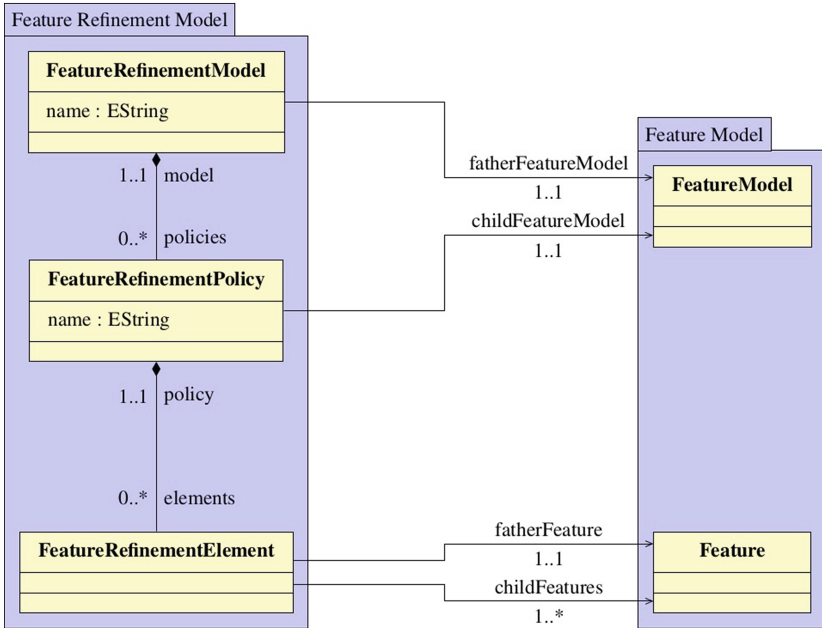 Feature Refinement Model
FeatureRefinementModel
name : EString
1..1 model
0..* policies
FeatureRefinementPolicy
name : EString
1..1 policy
0..* elements
FeatureRefinementElement
fatherFeatureModel
1..1
childFeatureModel
1..1
fatherFeature
1..1
childFeatures
1..*
Feature Model
FeatureModel
Feature